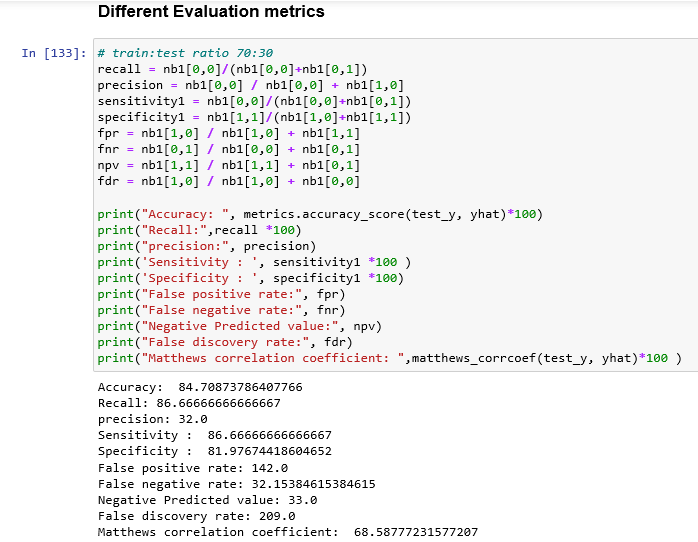 Different Evaluation metrics
In [133]: # train:test ratio 70:30
recall = nb1[0,0]/(nb1[0,0]+nb1[0,1])
precision = nb1[0,0] / nb1[0,0] + nb1[1,0]
sensitivity1 = nb1[0,0]/(nb1[0,0]+nb1[0,1])
specificity1 = nb1[1,1]/(nb1[1,0]+nb1[1,1])
fpr = nb1[1,0] / nb1[1,0] + nb1[1,1]
fnr = nb1[0,1] / nb1[0,0] + nb1[0,1]
npv = nb1[1,1] / nb1[1,1] + nb1[0,1]
fdr = nb1[1,0] / nb1[1,0] + nb1[0,0]
print("Accuracy: ", metrics.accuracy_score(test_y, yhat)*100)
print("Recall:",recall *100)
print("precision:", precision)
print('Sensitivity : ', sensitivity1 *100 )
print('Specificity : ', specificity1 *100)
print("False positive rate:", fpr)
print("False negative rate:", fnr)
print("Negative Predicted value:", npv)
print("False discovery rate:", fdr)
print("Matthews correlation coefficient: ",matthews_corrcoef(test_y, yhat)*100 )
Accuracy:  84.70873786407766
Recall: 86.66666666666667
precision: 32.0
Sensitivity :  86.66666666666667
Specificity :  81.97674418604652
False positive rate: 142.0
False negative rate: 32.15384615384615
Negative Predicted value: 33.0
False discovery rate: 209.0
Matthews correlation coefficient:  68.58777231577207